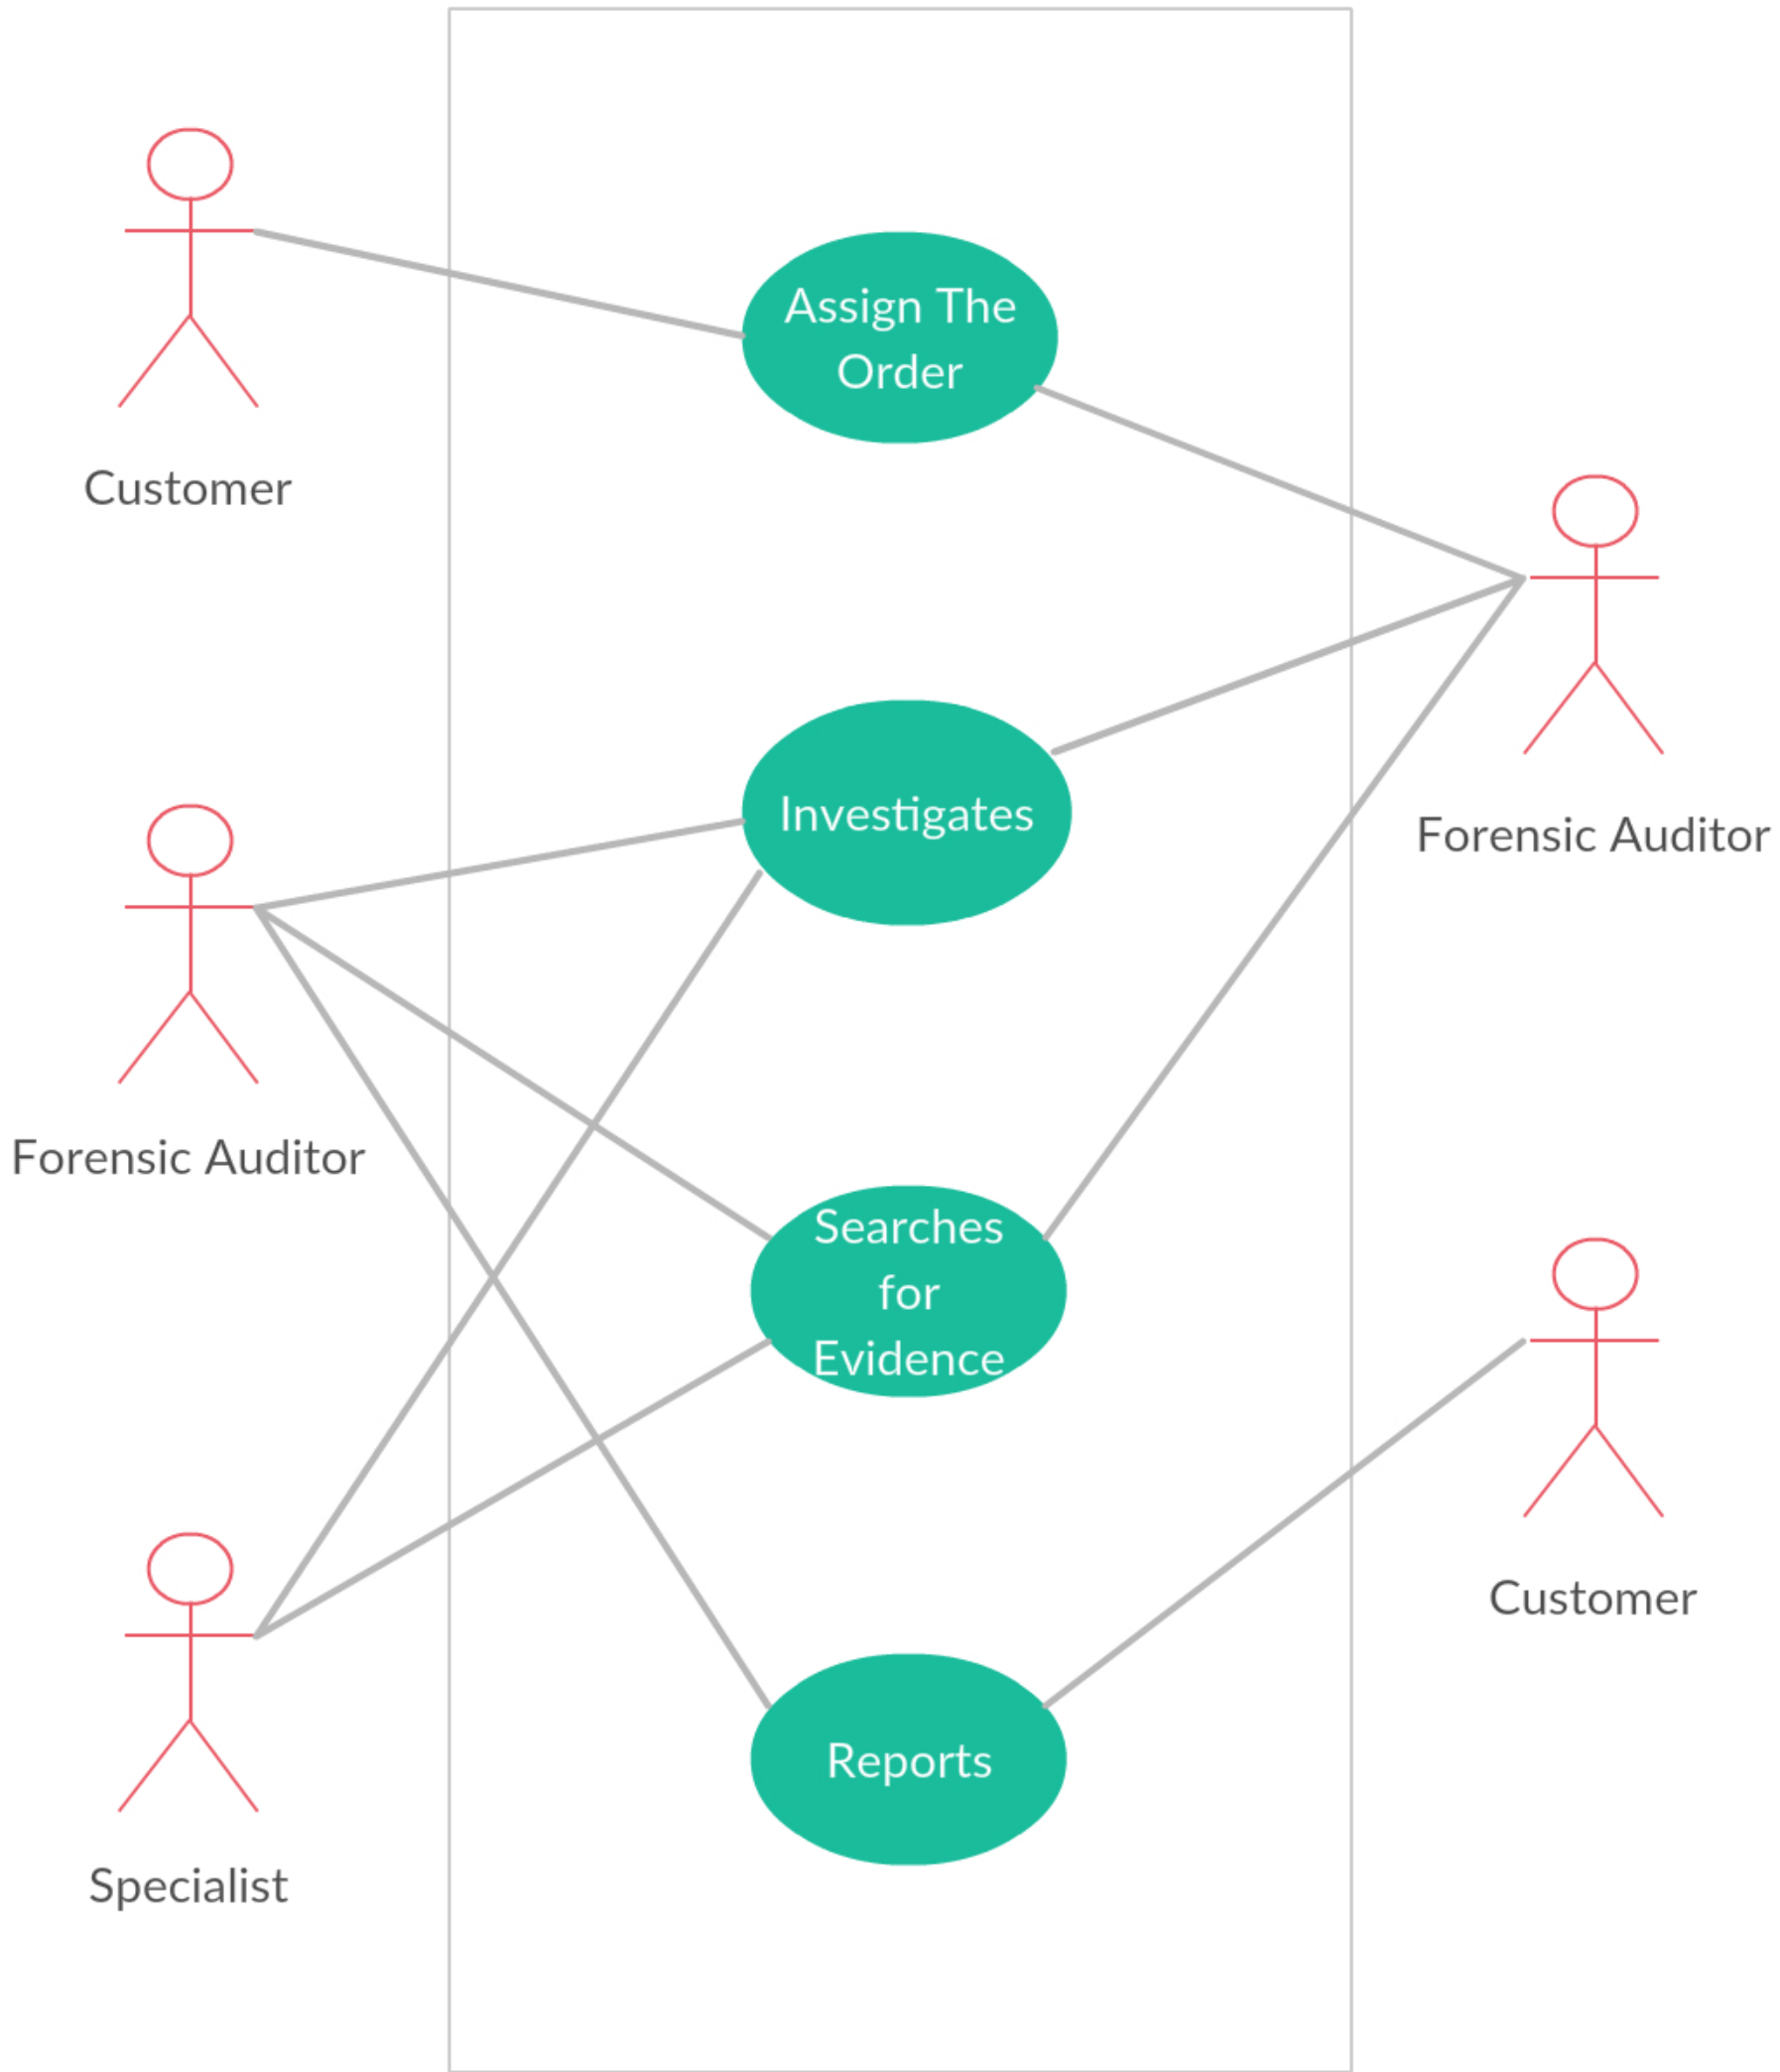 Assign The
Order
Customer
Investigates
Forensic Auditor
Forensic Auditor
Searches
for
Evidence
Customer
Reports
Specialist